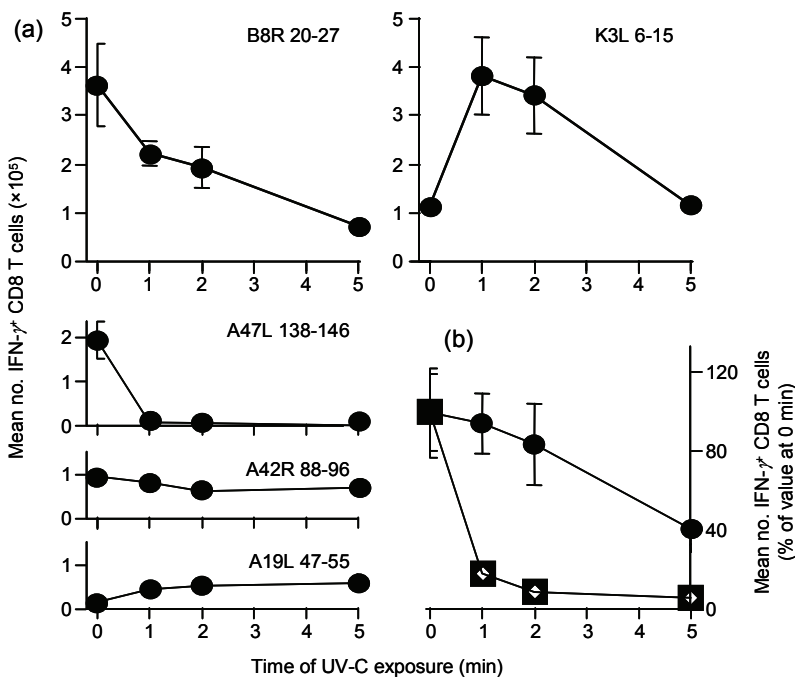 (a)
B8R 20-27
5
4
3
2
1
0
0 1 2 3 4 5
K3L 6-15
5
4
3
2
1
0
0 1 2 3 4 5
Mean no. IFN-γ⁺ CD8 T cells (×10⁵)
A47L 138-146
2
1
0
A42R 88-96
1
0
A19L 47-55
1
0
0 1 2 3 4 5
(b)
120
80
40
0
0 1 2 3 4 5
Mean no. IFN-γ⁺ CD8 T cells
(% of value at 0 min)
Time of UV-C exposure (min)